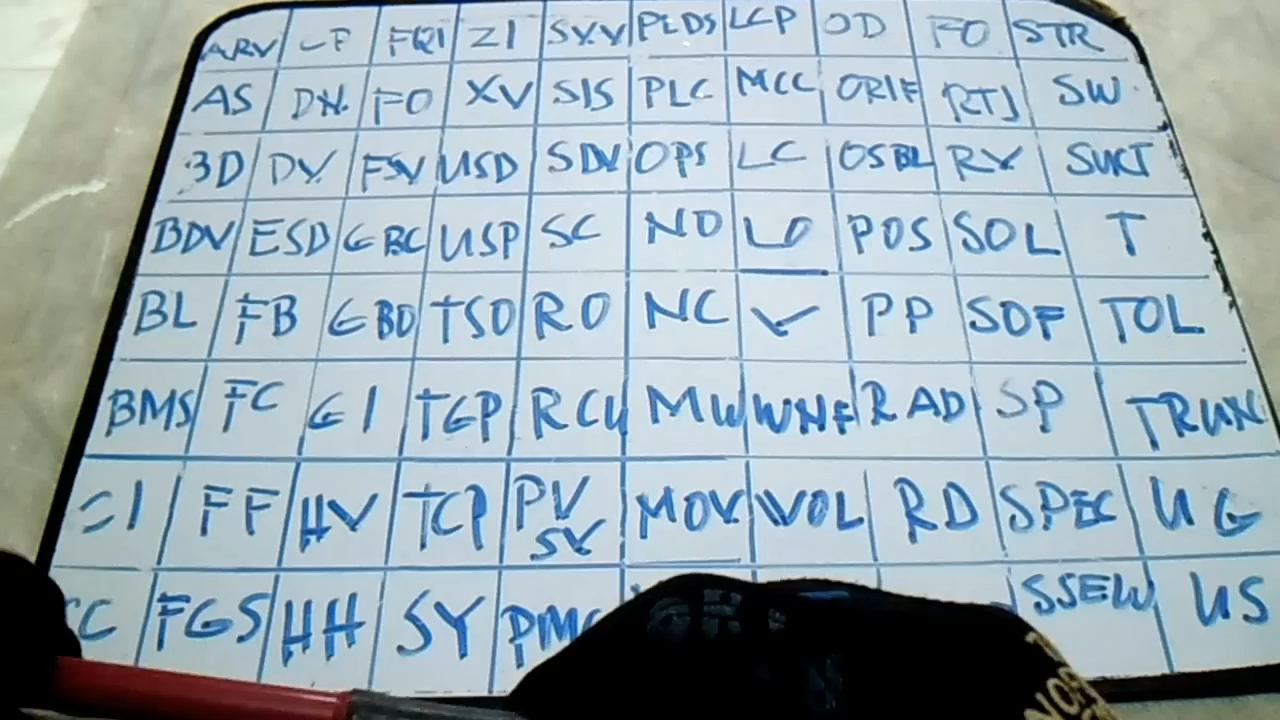 ARV CP FQI ZI SXV PLDS LCP OD FO STR
AS DN. FO XV SIS PLC MCC ORIF RTJ SW
3D DV FSV USD SDV OPS LC OSBL RV SUCT
BDV ESD GBC USP SC NO LO POS SOL T
BL FB GBD TSO RO NC ✓ PP SOF TOL
BMS FC GI TGP RCU MW WNF RAD SP TRUN
CI FF HV TCP PV SV MOV VOL RD SPEC UG
FGS HH SY SSEW US